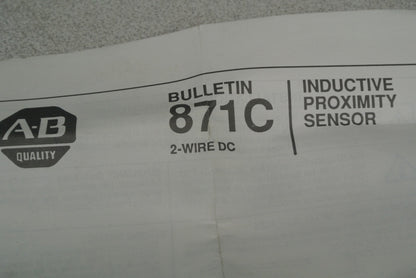 A-B
QUALITY
BULLETIN
871C
2-WIRE DC
INDUCTIVE
PROXIMITY
SENSOR